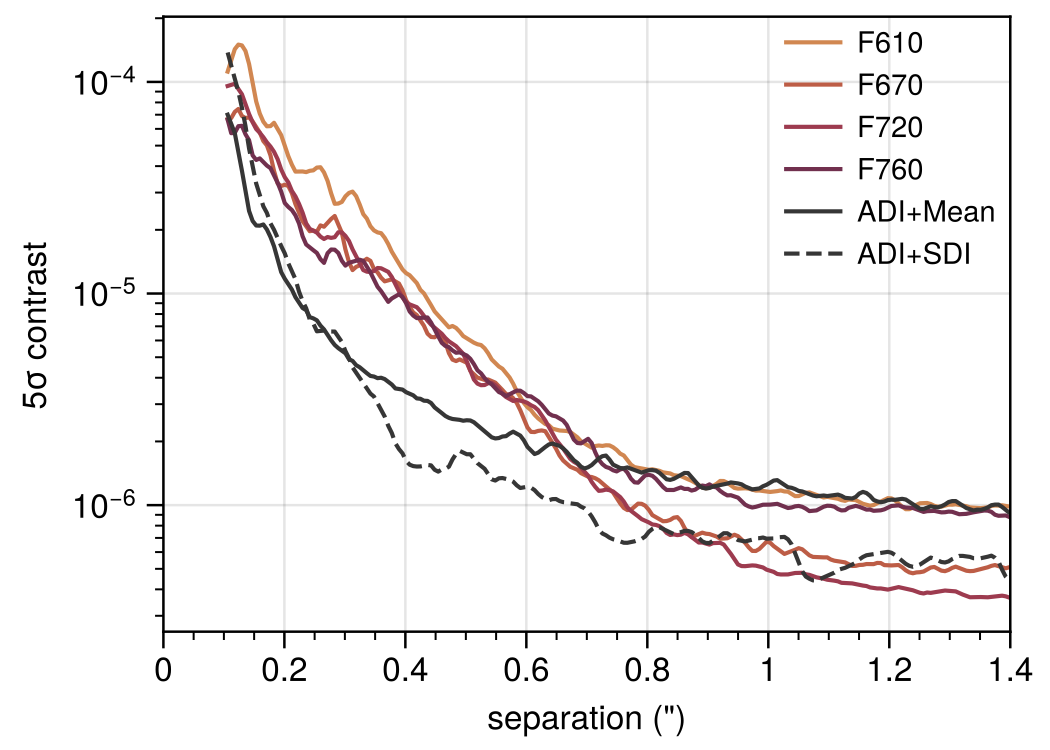 F610
F670
F720
F760
ADI+Mean
ADI+SDI
5σ contrast
10⁻⁴
10⁻⁵
10⁻⁶
0 0.2 0.4 0.6 0.8 1 1.2 1.4
separation (")